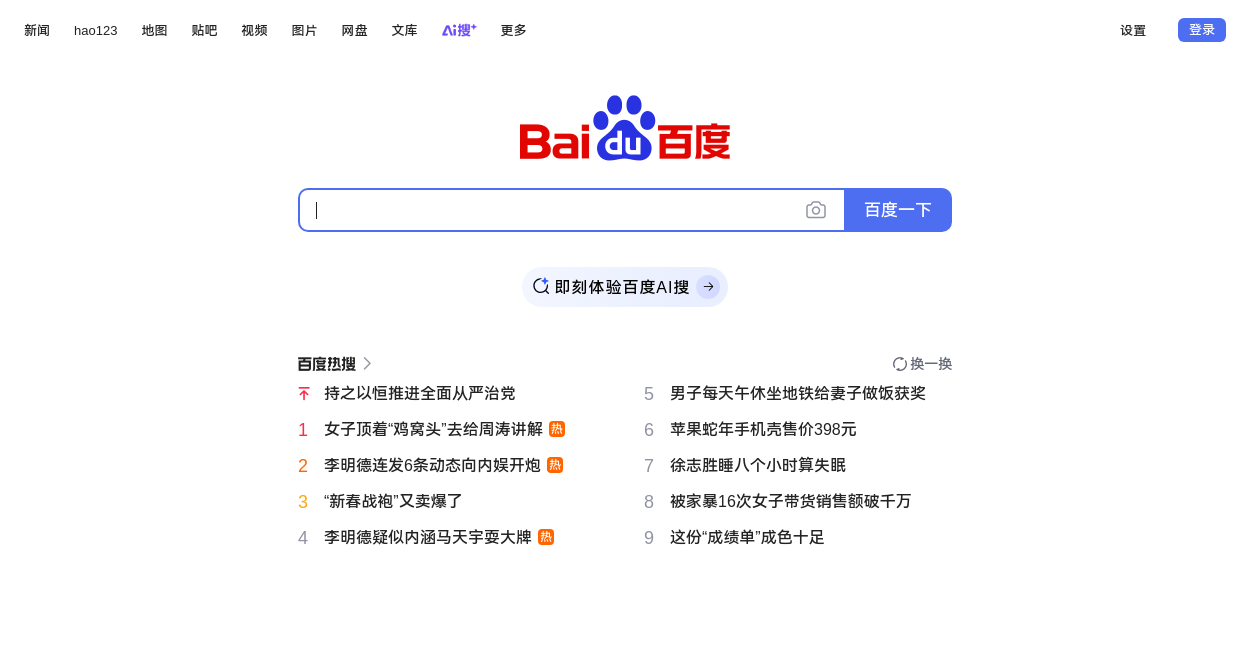 新闻 hao123 地图 贴吧 视频 图片 网盘 文库 Ai搜+ 更多 设置 登录
Bai du 百度
百度一下
即刻体验百度AI搜
百度热搜 换一换
持之以恒推进全面从严治党
1 女子顶着“鸡窝头”去给周涛讲解 热
2 李明德连发6条动态向内娱开炮 热
3 “新春战袍”又卖爆了
4 李明德疑似内涵马天宇耍大牌 热
5 男子每天午休坐地铁给妻子做饭获奖
6 苹果蛇年手机壳售价398元
7 徐志胜睡八个小时算失眠
8 被家暴16次女子带货销售额破千万
9 这份“成绩单”成色十足